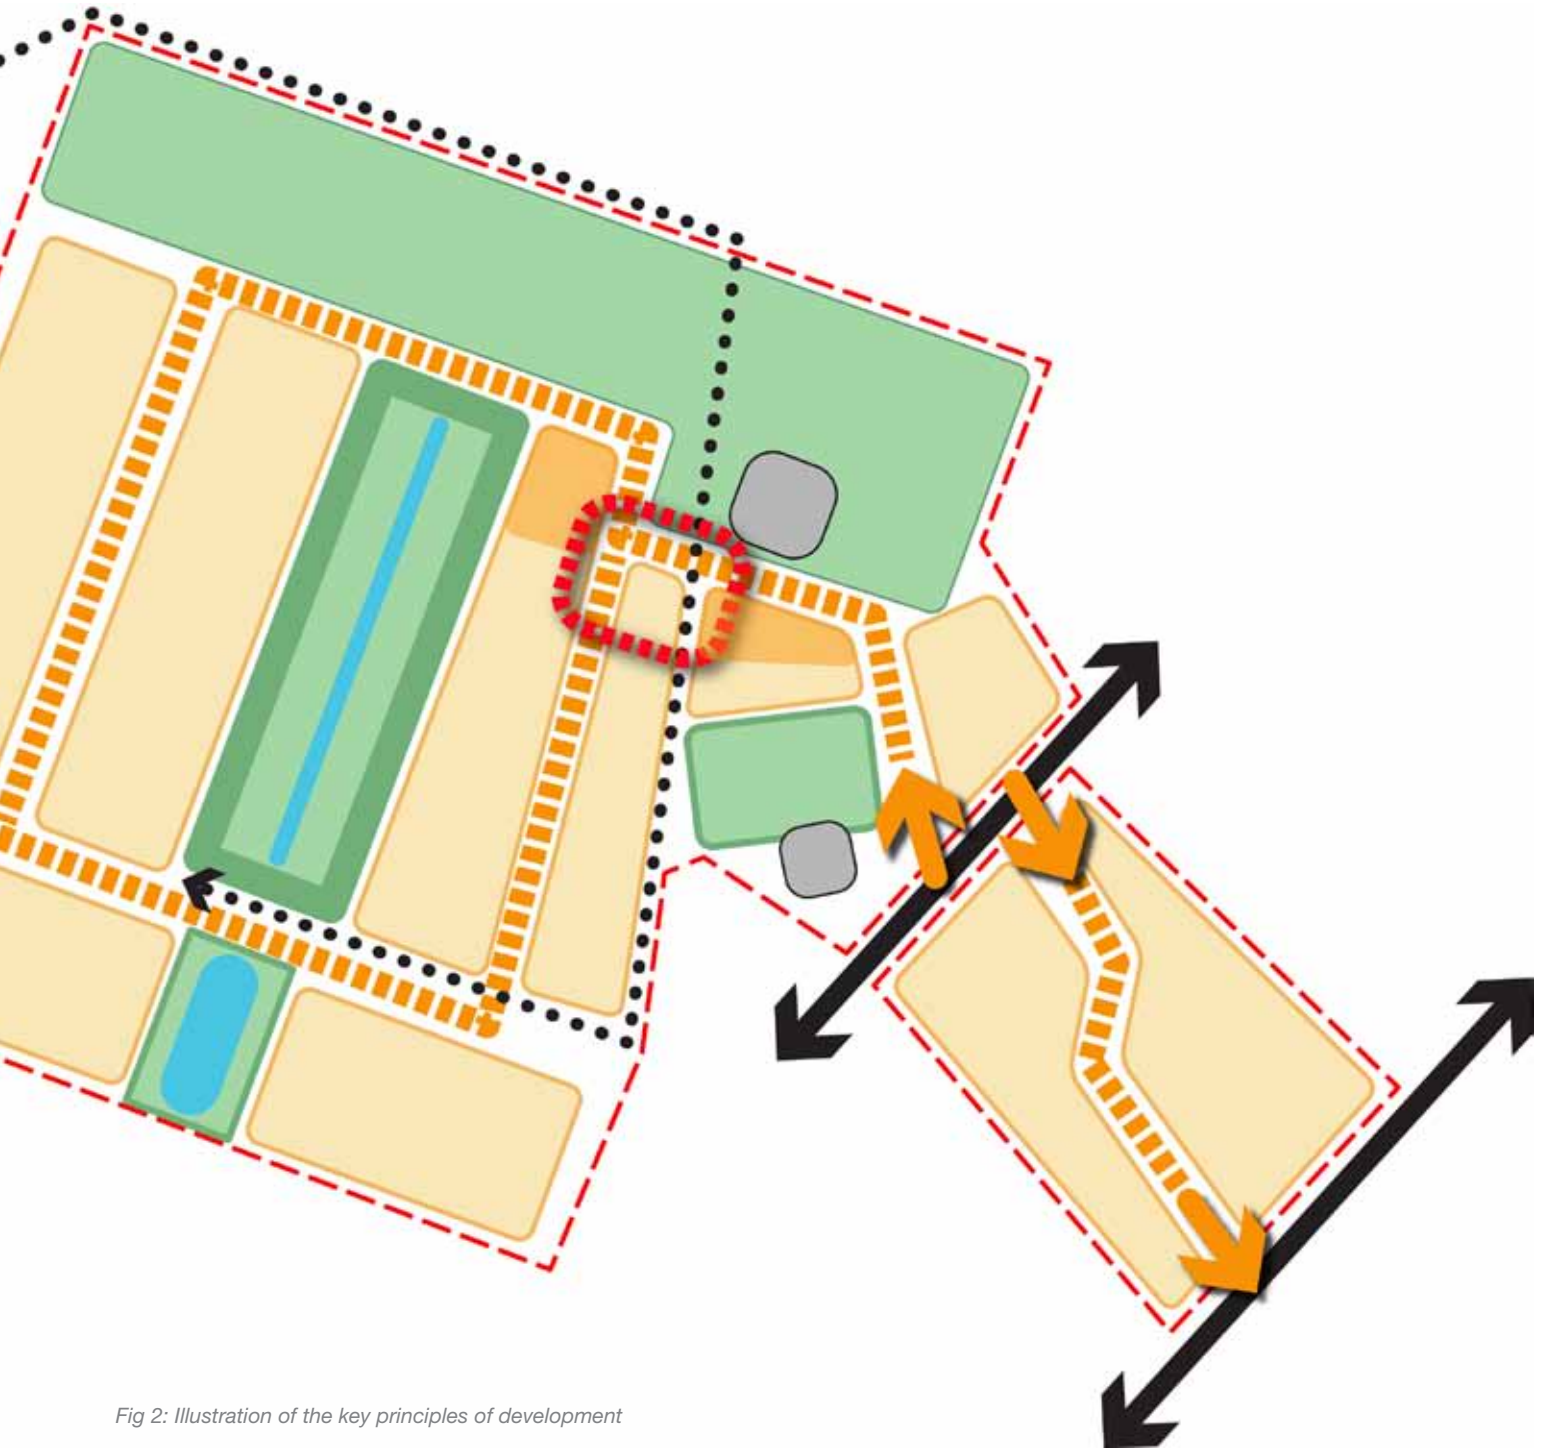 Fig 2: Illustration of the key principles of development